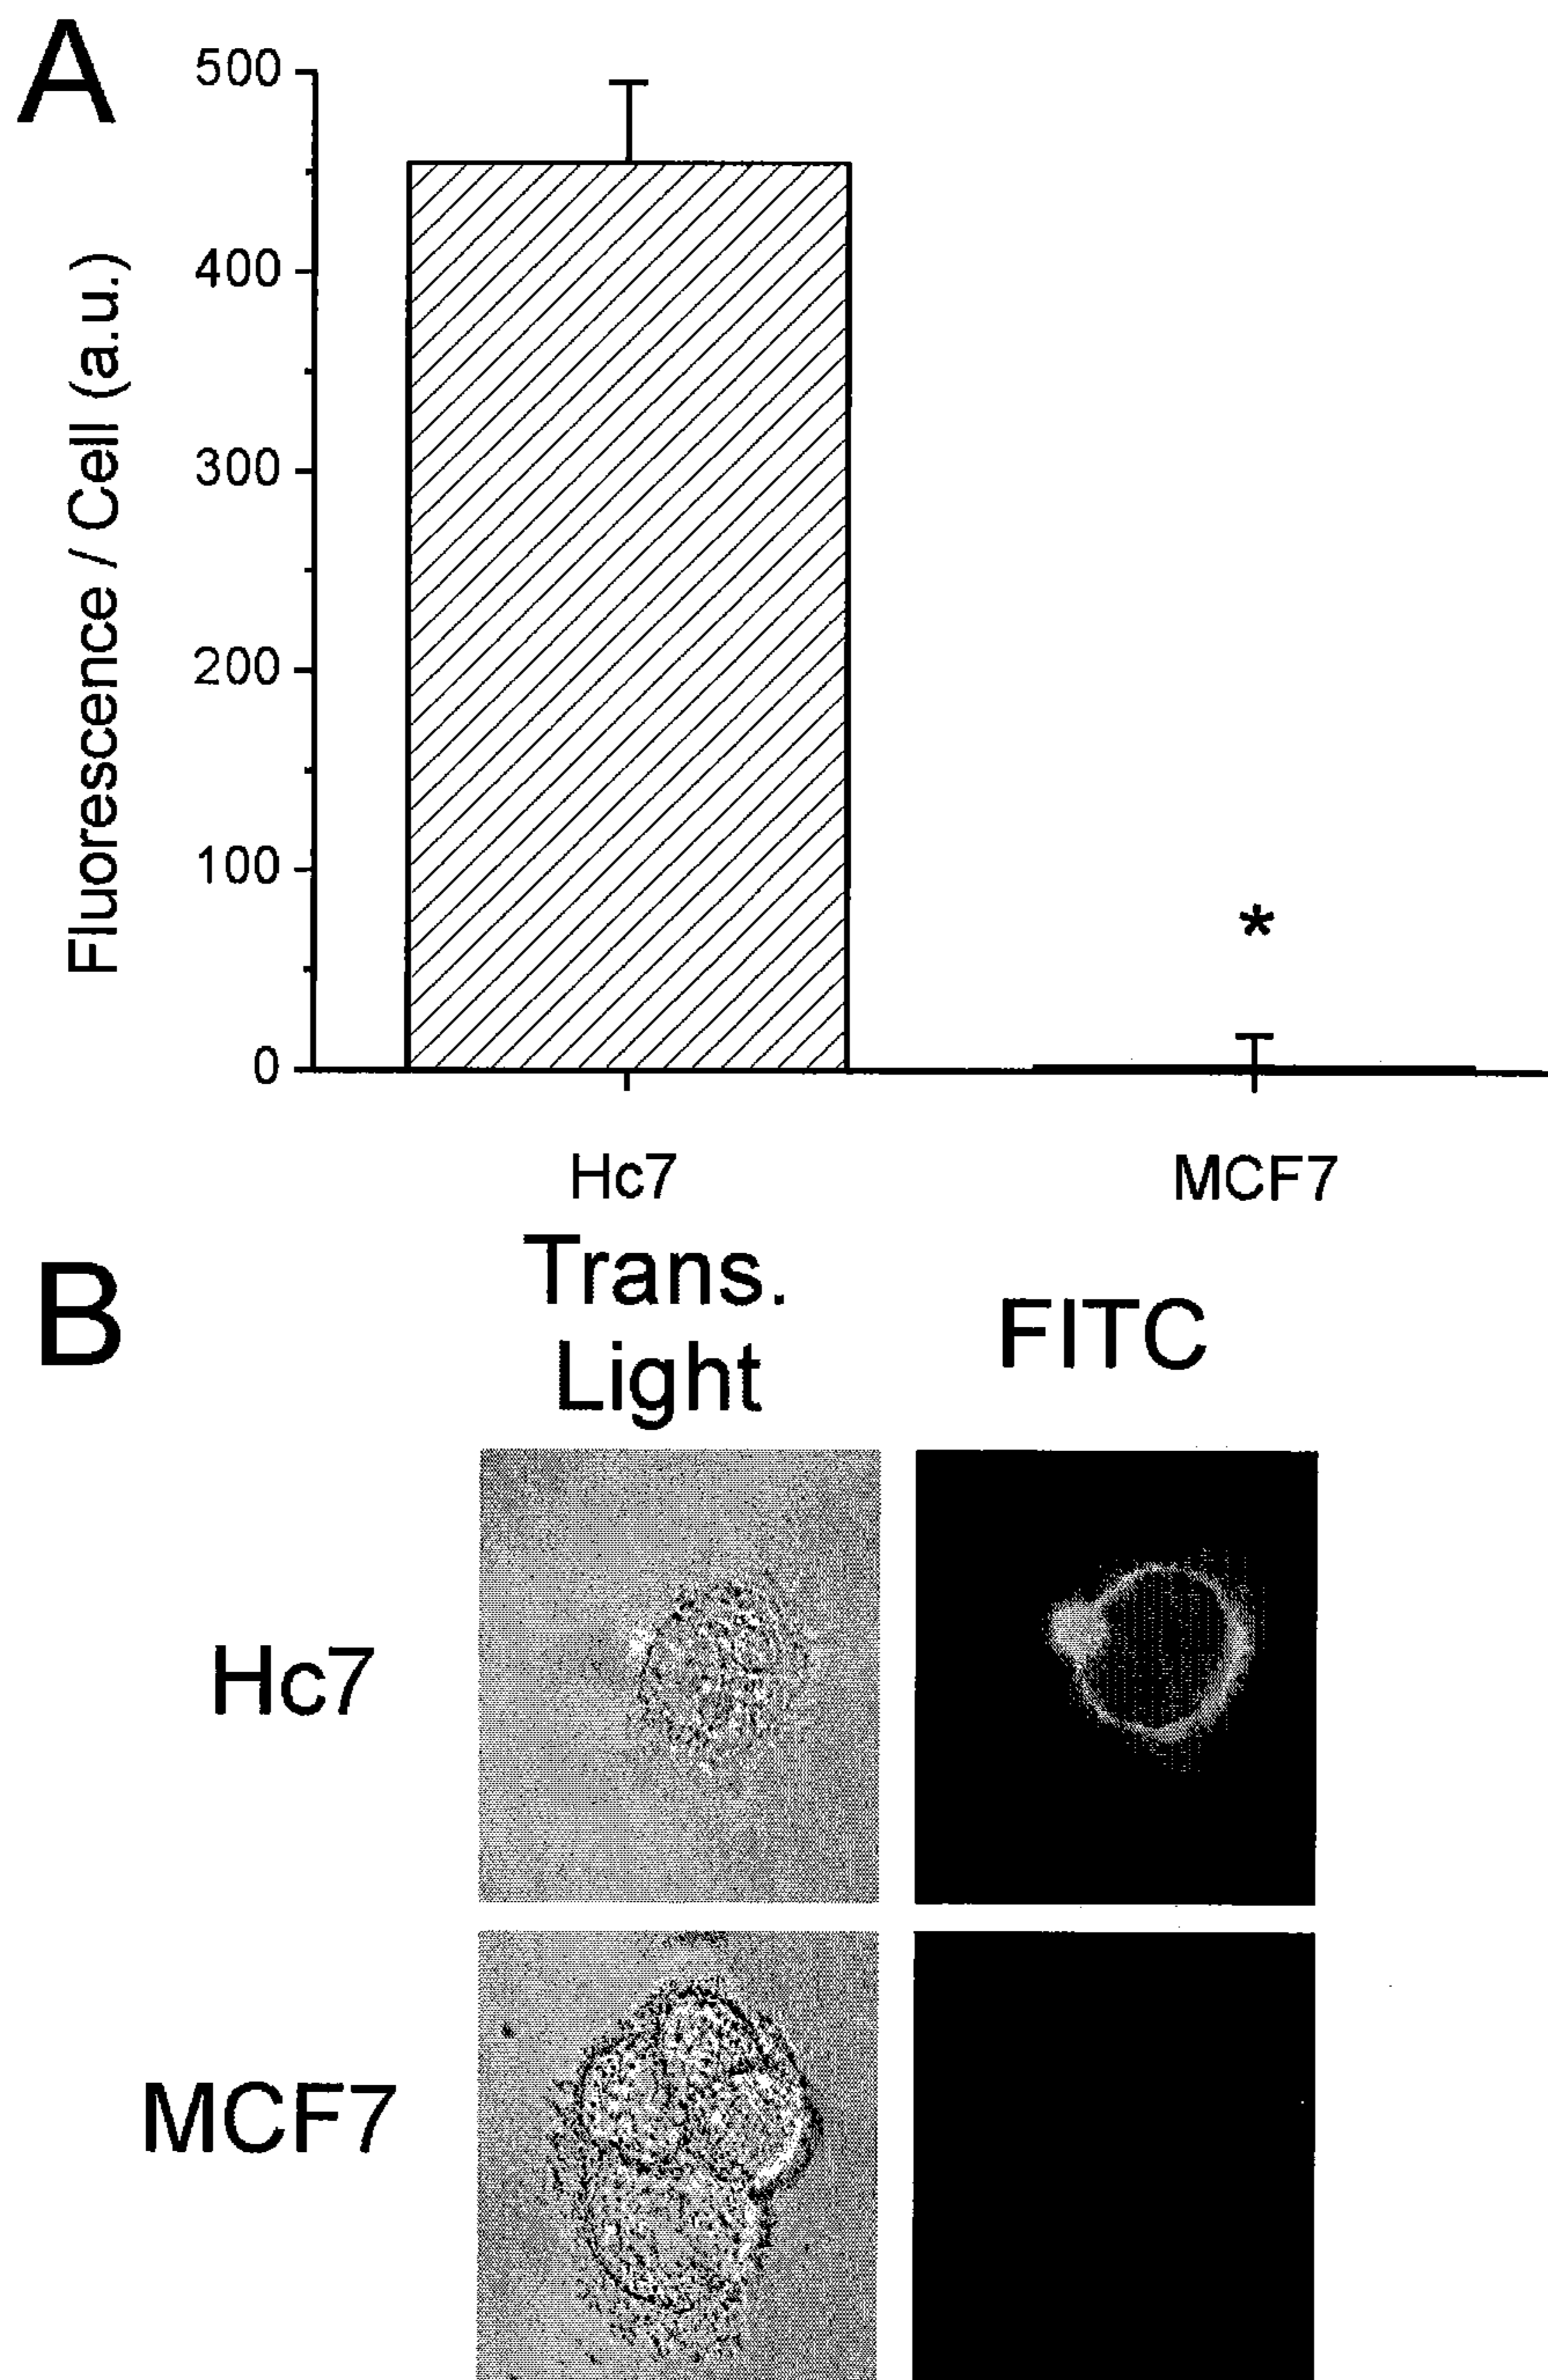 A
500
400
300
200
100
0
Fluorescence / Cell (a.u.)
*
Hc7
MCF7
B
Trans.
Light
FITC
Hc7
MCF7